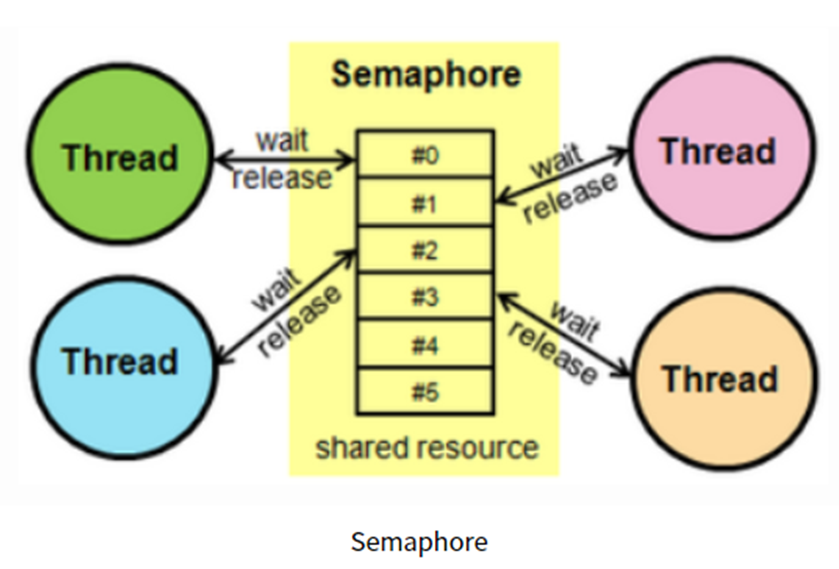 Semaphore
Thread
wait
release
#0
#1
#2
#3
#4
#5
wait
release
Thread
Thread
wait
release
wait
release
Thread
shared resource
Semaphore